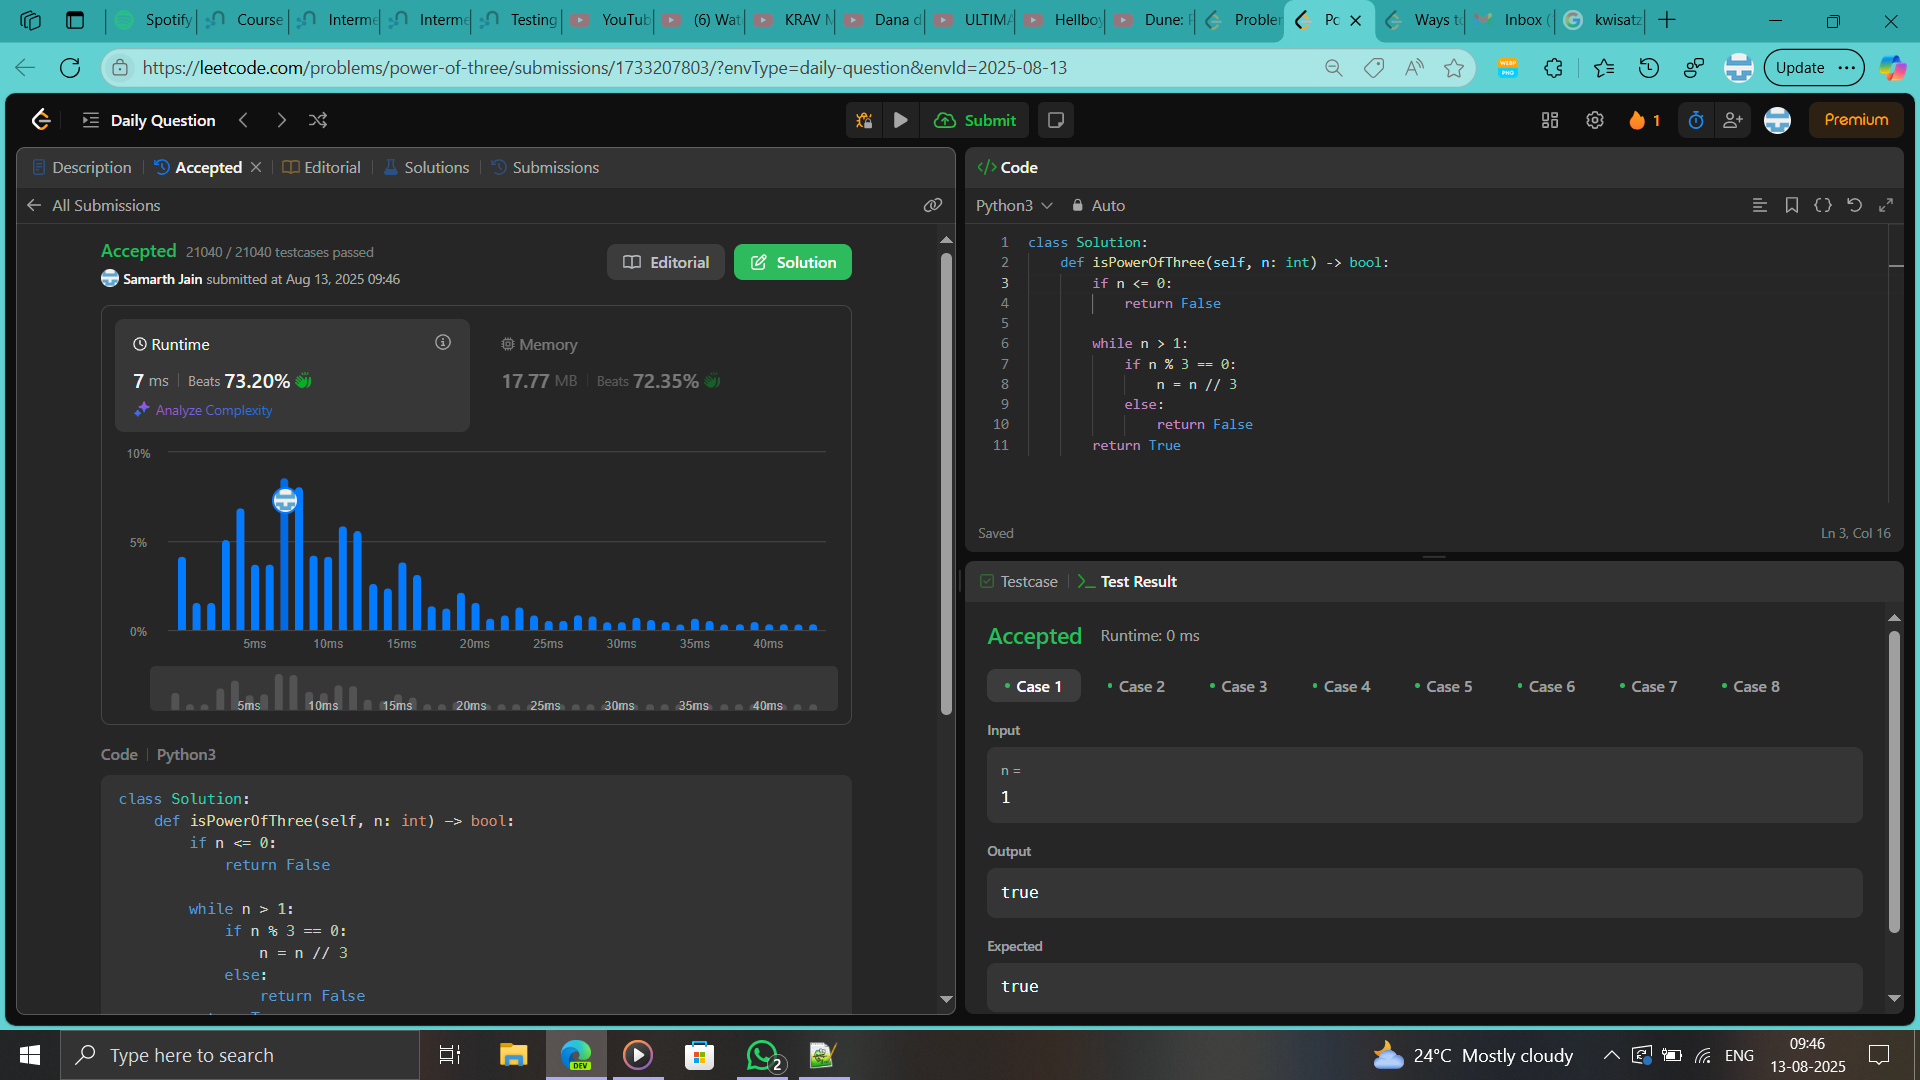 Spotify
Course
Interme
Interme
Testing
YouTub
(6) Wat
KRAV M
Dana d
ULTIMA
Hellboy
Dune: P
Problem
Po
Ways to
Inbox (
kwisatz
https://leetcode.com/problems/power-of-three/submissions/1733207803/?envType=daily-question&envId=2025-08-13
Update
Daily Question
Submit
1
Premium
Description
Accepted
Editorial
Solutions
Submissions
All Submissions
Accepted 21040 / 21040 testcases passed
Samarth Jain submitted at Aug 13, 2025 09:46
Editorial
Solution
Runtime
7 ms Beats 73.20%
Analyze Complexity
Memory
17.77 MB Beats 72.35%
10%
5%
0%
5ms 10ms 15ms 20ms 25ms 30ms 35ms 40ms
5ms 10ms 15ms 20ms 25ms 30ms 35ms 40ms
Code Python3
class Solution:
def isPowerOfThree(self, n: int) -> bool:
if n <= 0:
return False
while n > 1:
if n % 3 == 0:
n = n // 3
else:
return False
</> Code
Python3
Auto
1 class Solution:
2 def isPowerOfThree(self, n: int) -> bool:
3 if n <= 0:
4 return False
5
6 while n > 1:
7 if n % 3 == 0:
8 n = n // 3
9 else:
10 return False
11 return True
Saved
Ln 3, Col 16
Testcase
Test Result
Accepted Runtime: 0 ms
Case 1 Case 2 Case 3 Case 4 Case 5 Case 6 Case 7 Case 8
Input
n =
1
Output
true
Expected
true
Type here to search
DEV
2
24°C Mostly cloudy
ENG
09:46
13-08-2025